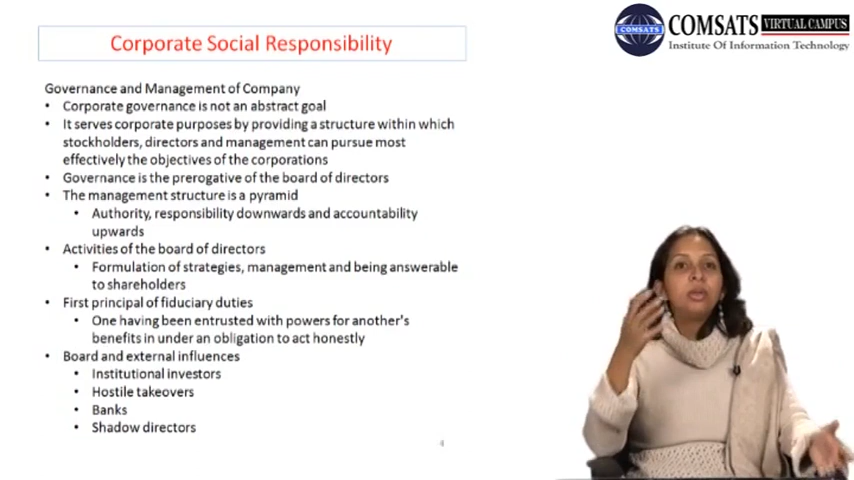 Corporate Social Responsibility
COMSATS
COMSATS VIRTUAL CAMPUS
Institute Of Information Technology
Governance and Management of Company
• Corporate governance is not an abstract goal
• It serves corporate purposes by providing a structure within which
stockholders, directors and management can pursue most
effectively the objectives of the corporations
• Governance is the prerogative of the board of directors
• The management structure is a pyramid
• Authority, responsibility downwards and accountability
upwards
• Activities of the board of directors
• Formulation of strategies, management and being answerable
to shareholders
• First principal of fiduciary duties
• One having been entrusted with powers for another's
benefits in under an obligation to act honestly
• Board and external influences
• Institutional investors
• Hostile takeovers
• Banks
• Shadow directors
4